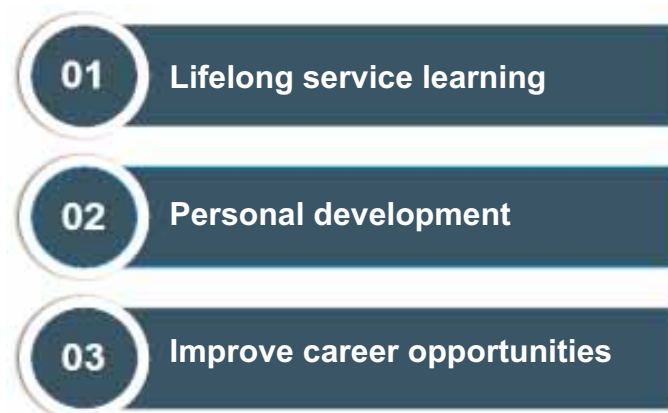 01 Lifelong service learning
02 Personal development
03 Improve career opportunities